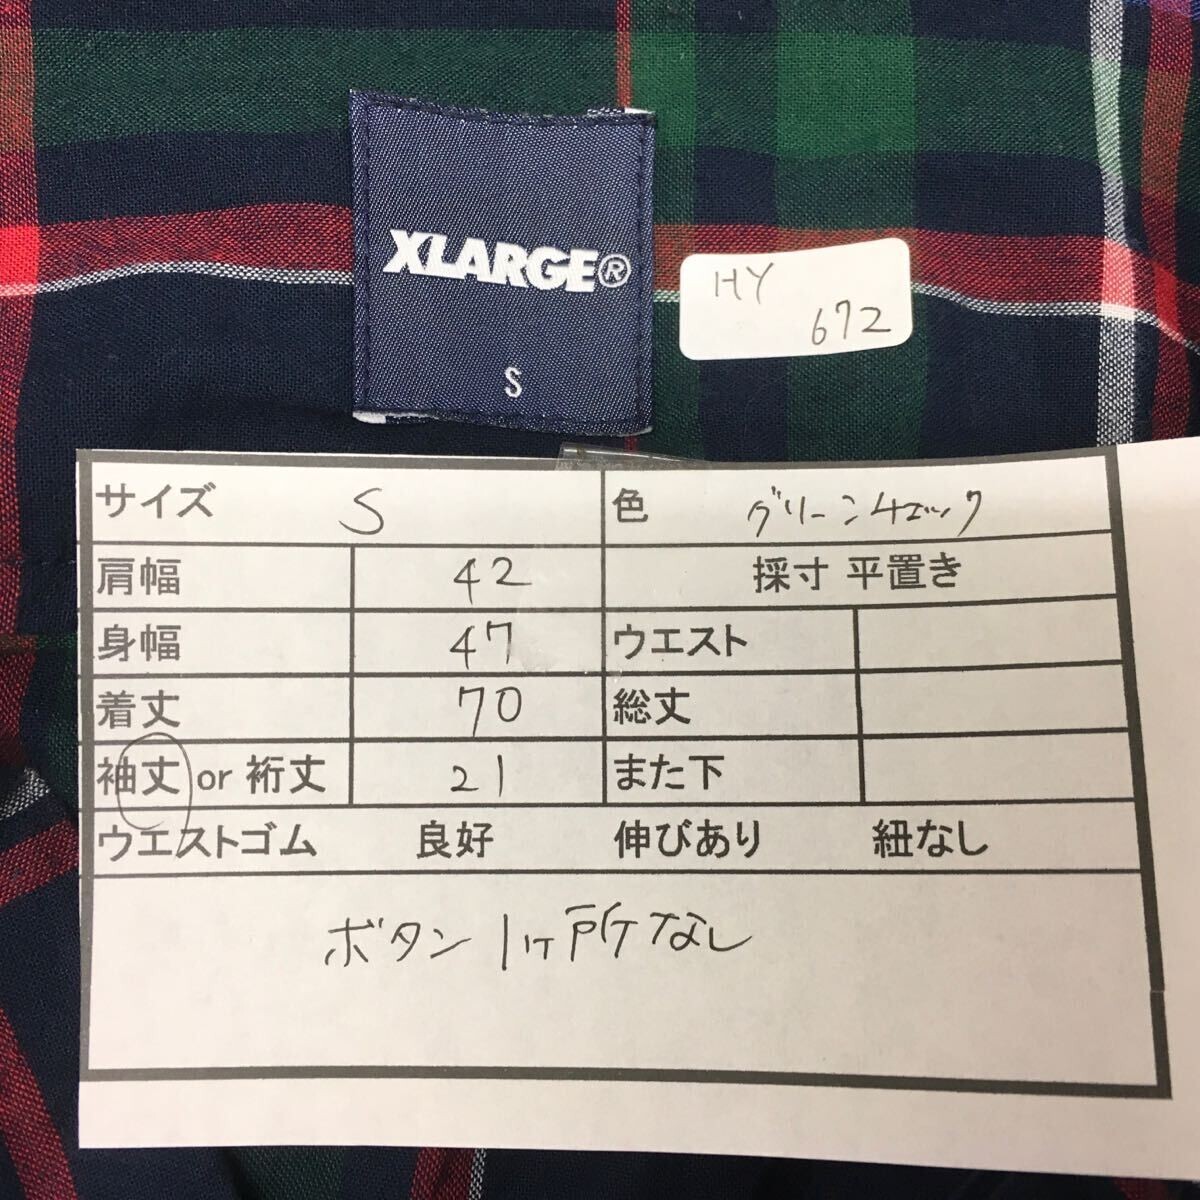 XLARGE®
S
HY
672
サイズ S 色 グリーンチェック
肩幅 42 採寸 平置き
身幅 47 ウエスト
着丈 70 総丈
袖丈 or 裄丈 21 また下
ウエストゴム 良好 伸びあり 紐なし
ボタン1ヶ所なし